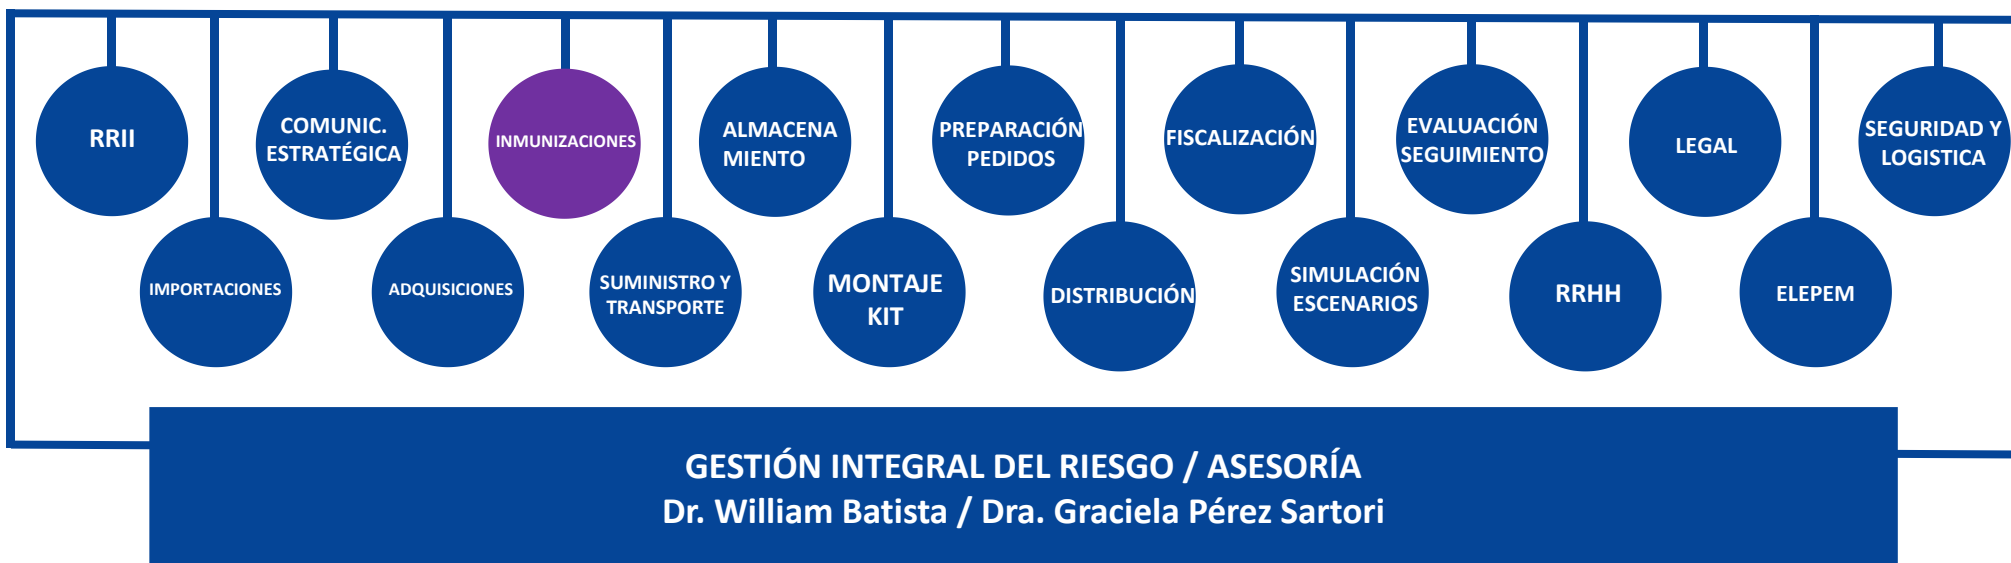 RRII
COMUNIC.
ESTRATÉGICA
INMUNIZACIONES
ALMACENA
MIENTO
PREPARACIÓN
PEDIDOS
FISCALIZACIÓN
EVALUACIÓN
SEGUIMIENTO
LEGAL
SEGURIDAD Y
LOGISTICA
IMPORTACIONES
ADQUISICIONES
SUMINISTRO Y
TRANSPORTE
MONTAJE
KIT
DISTRIBUCIÓN
SIMULACIÓN
ESCENARIOS
RRHH
ELEPEM
GESTIÓN INTEGRAL DEL RIESGO / ASESORÍA
Dr. William Batista / Dra. Graciela Pérez Sartori